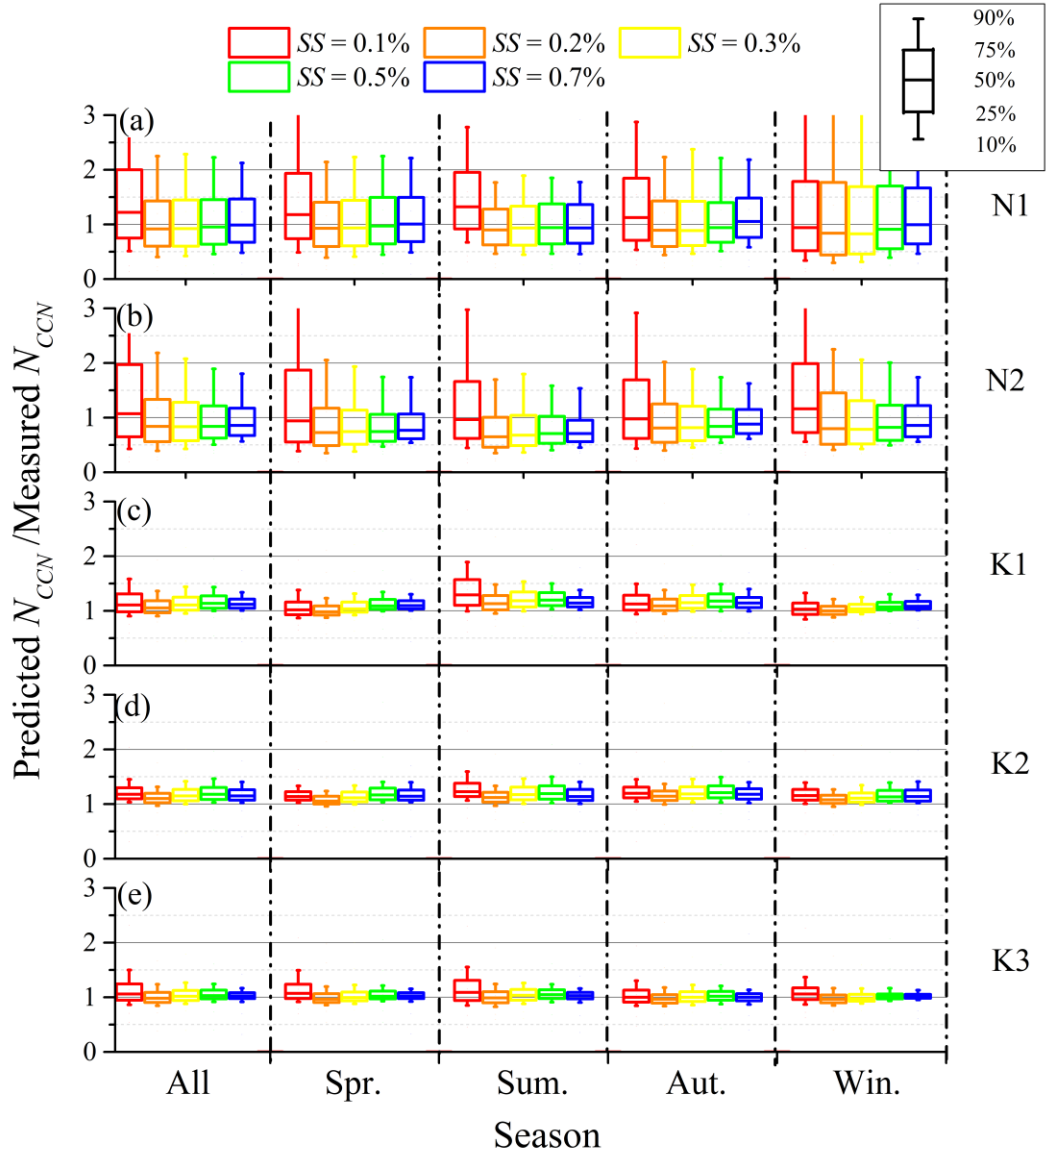 SS = 0.1% SS = 0.2% SS = 0.3%
SS = 0.5% SS = 0.7%
90%
75%
50%
25%
10%
Predicted N_CCN /Measured N_CCN
3 (a)
2
1
0
N1
3 (b)
2
1
0
N2
3 (c)
2
1
0
K1
3 (d)
2
1
0
K2
3 (e)
2
1
0
K3
All Spr. Sum. Aut. Win.
Season